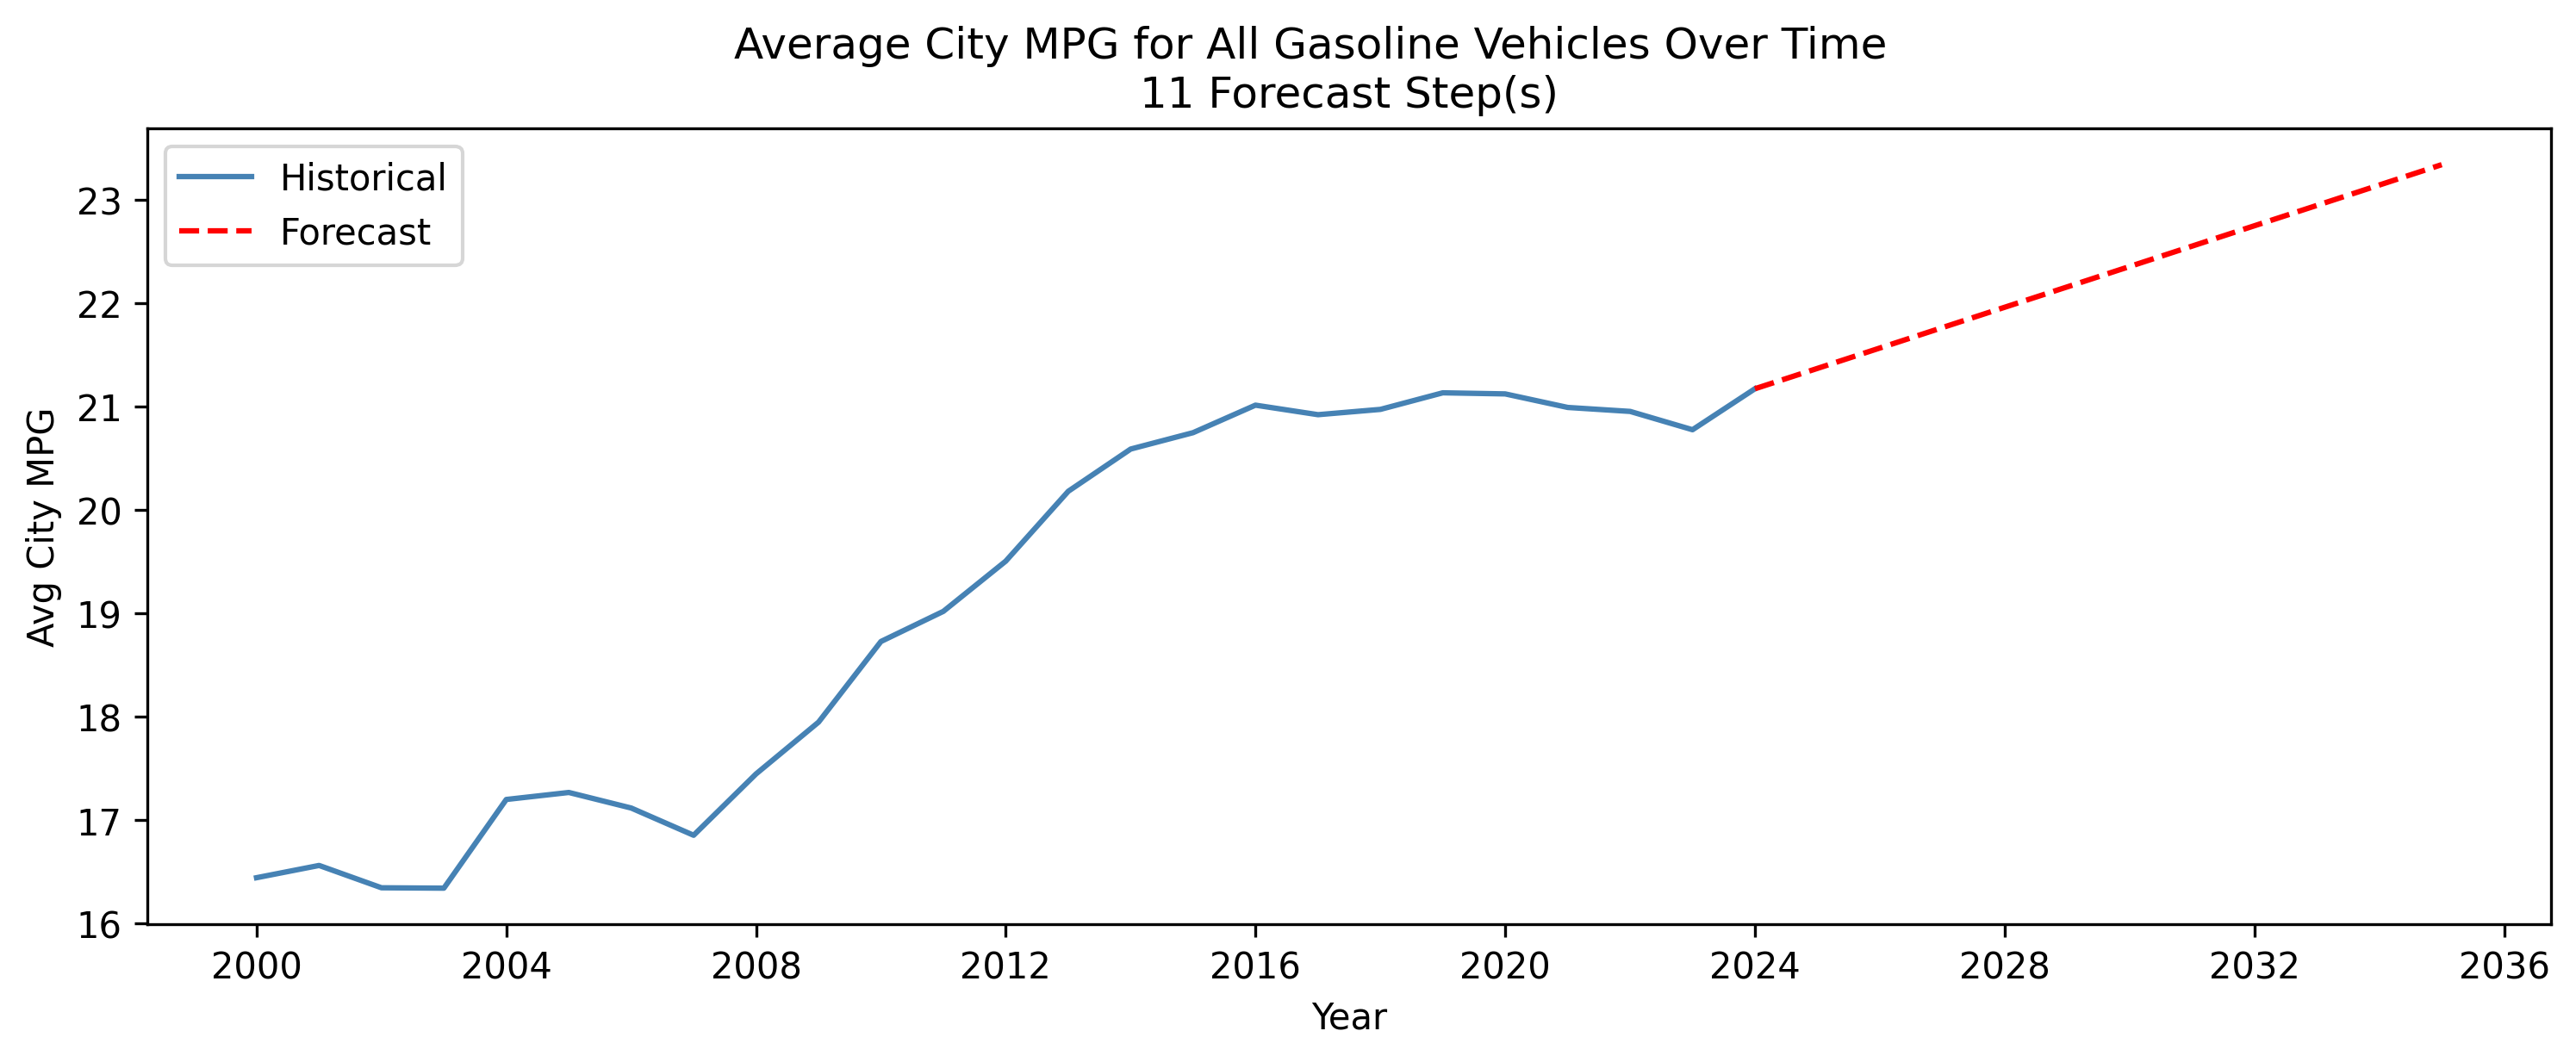 Average City MPG for All Gasoline Vehicles Over Time
11 Forecast Step(s)
Historical
Forecast
23
22
21
20
19
18
17
16
Avg City MPG
2000 2004 2008 2012 2016 2020 2024 2028 2032 2036
Year